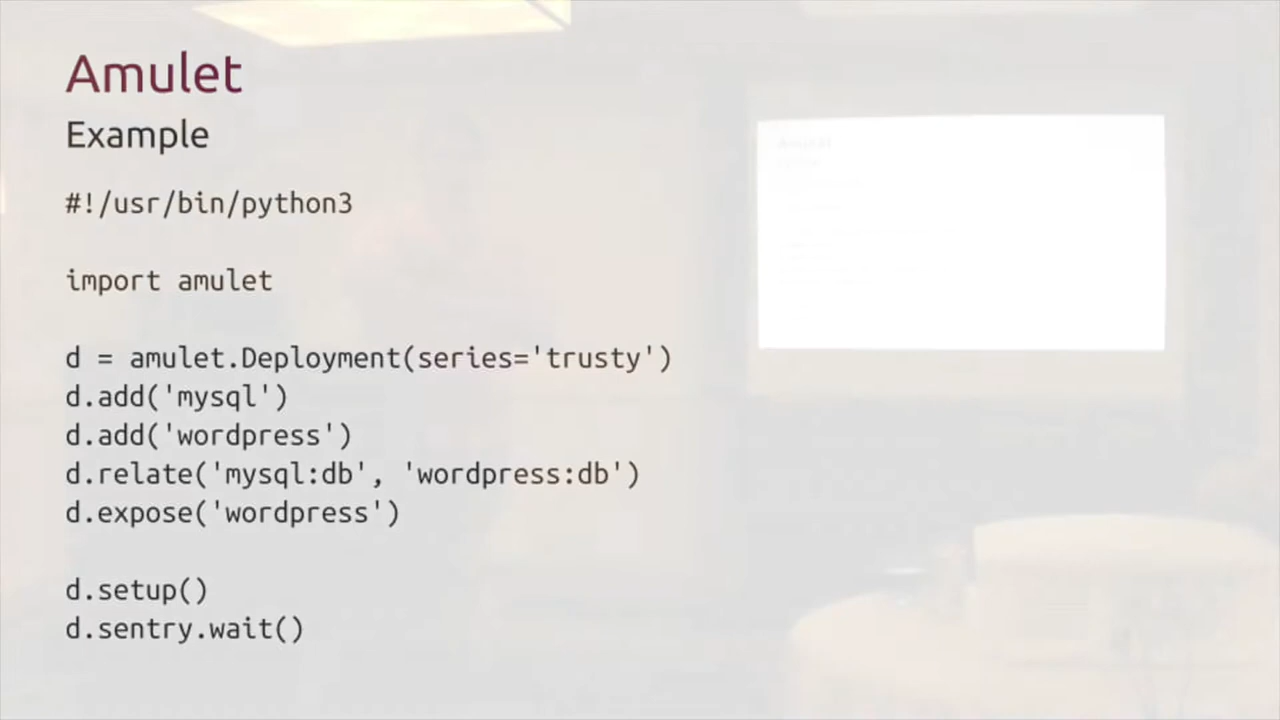 Amulet
Example
#!/usr/bin/python3
import amulet
d = amulet.Deployment(series='trusty')
d.add('mysql')
d.add('wordpress')
d.relate('mysql:db', 'wordpress:db')
d.expose('wordpress')
d.setup()
d.sentry.wait()